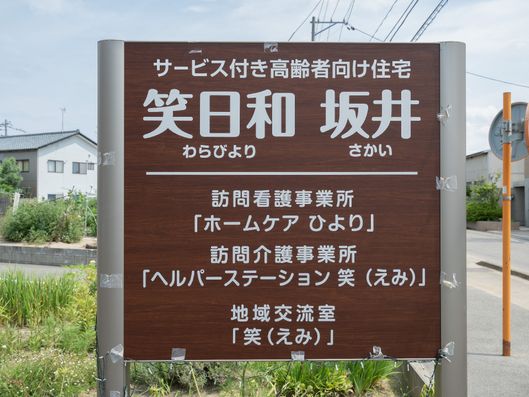 サービス付き高齢者向け住宅
笑日和 坂井
わらびより さかい
訪問看護事業所
「ホームケア ひより」
訪問介護事業所
「ヘルパーステーション 笑（えみ）」
地域交流室
「笑（えみ）」